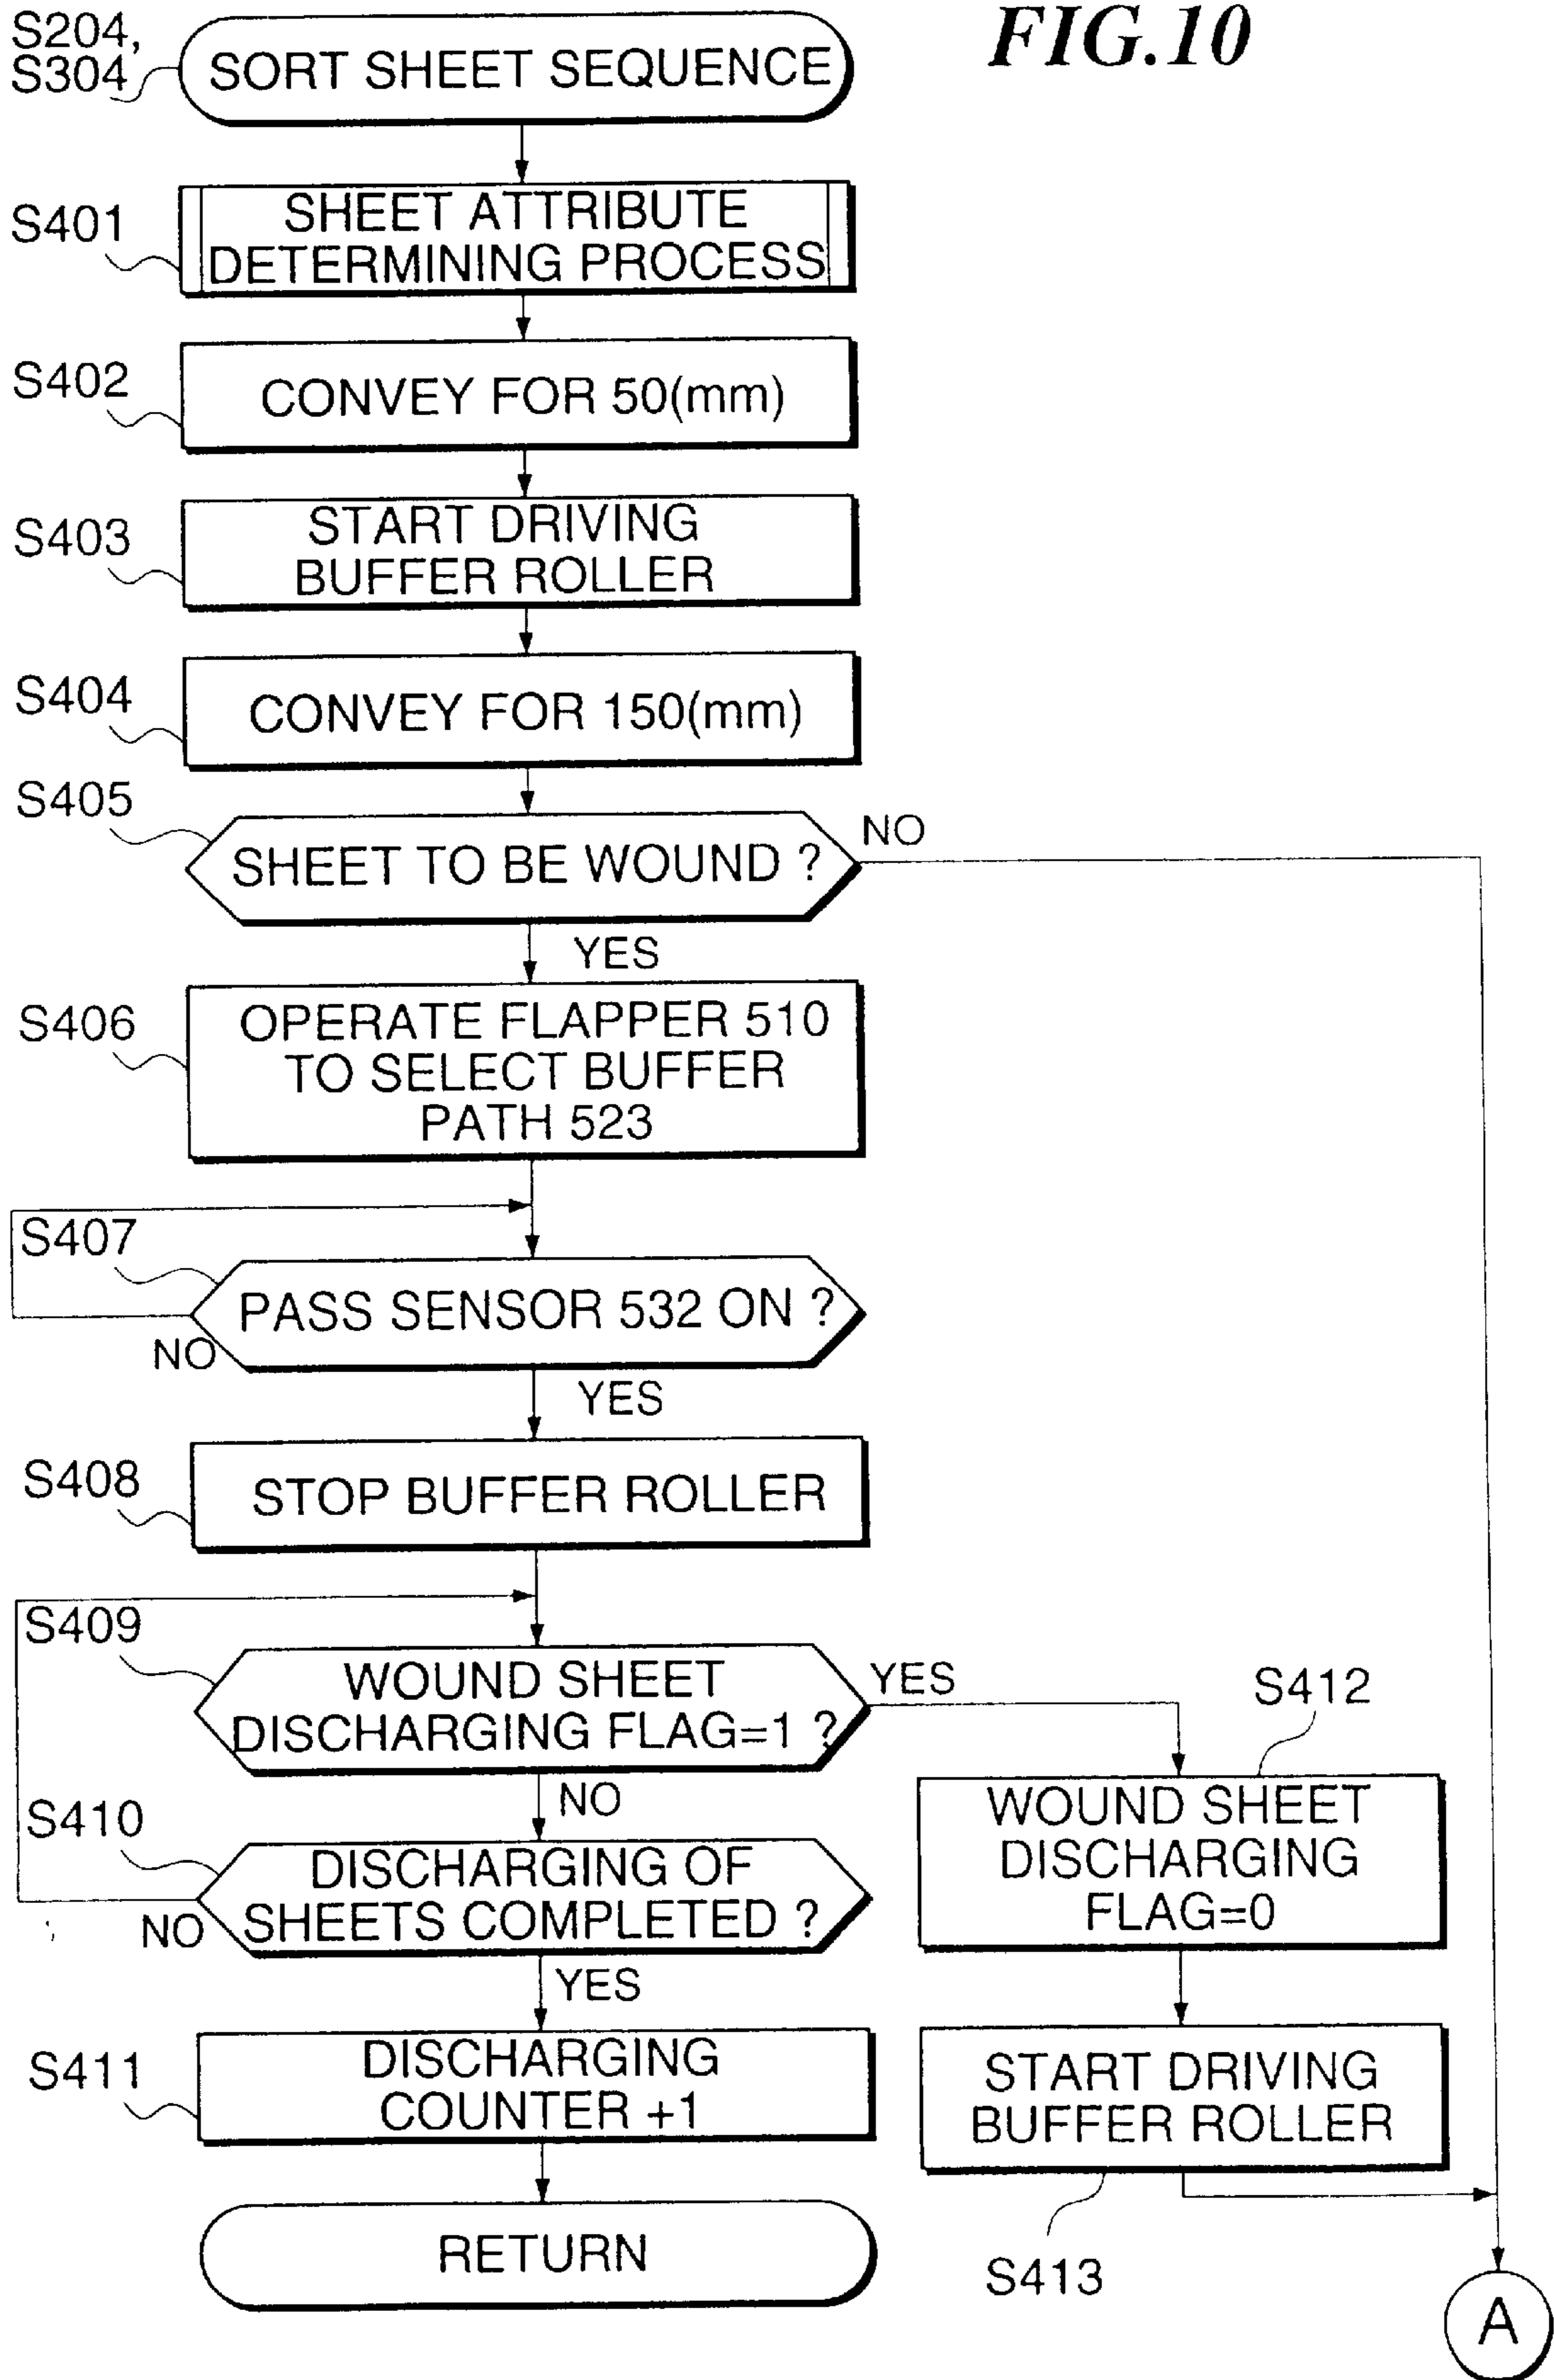 FIG.10
S204,
S304
SORT SHEET SEQUENCE
S401
SHEET ATTRIBUTE
DETERMINING PROCESS
S402
CONVEY FOR 50(mm)
S403
START DRIVING
BUFFER ROLLER
S404
CONVEY FOR 150(mm)
S405
SHEET TO BE WOUND ?
NO
YES
S406
OPERATE FLAPPER 510
TO SELECT BUFFER
PATH 523
S407
PASS SENSOR 532 ON ?
NO
YES
S408
STOP BUFFER ROLLER
S409
WOUND SHEET
DISCHARGING FLAG=1 ?
YES
NO
S412
WOUND SHEET
DISCHARGING
FLAG=0
S410
DISCHARGING OF
SHEETS COMPLETED ?
NO
YES
S411
DISCHARGING
COUNTER +1
START DRIVING
BUFFER ROLLER
S413
RETURN
A